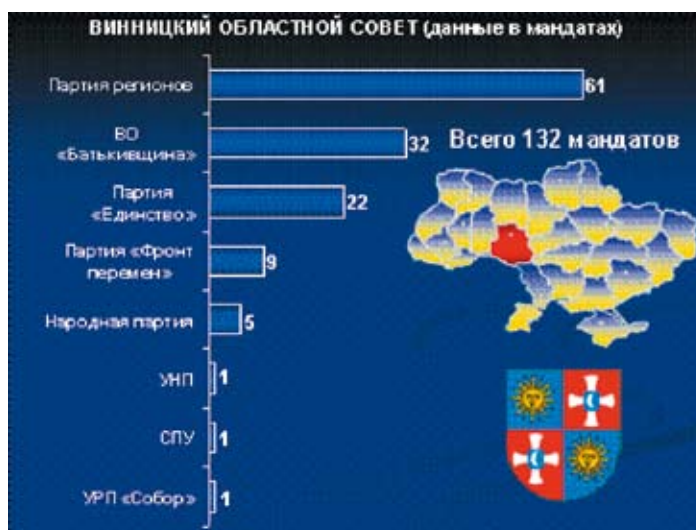 ВИННИЦКИЙ ОБЛАСТНОЙ СОВЕТ (данные в мандатах)
Партия регионов
61
ВО
«Батькивщина»
32
Всего 132 мандатов
Партия
«Единство»
22
Партия «Фронт
перемен»
9
Народная партия
5
УНП
1
СПУ
1
УРП «Собор»
1